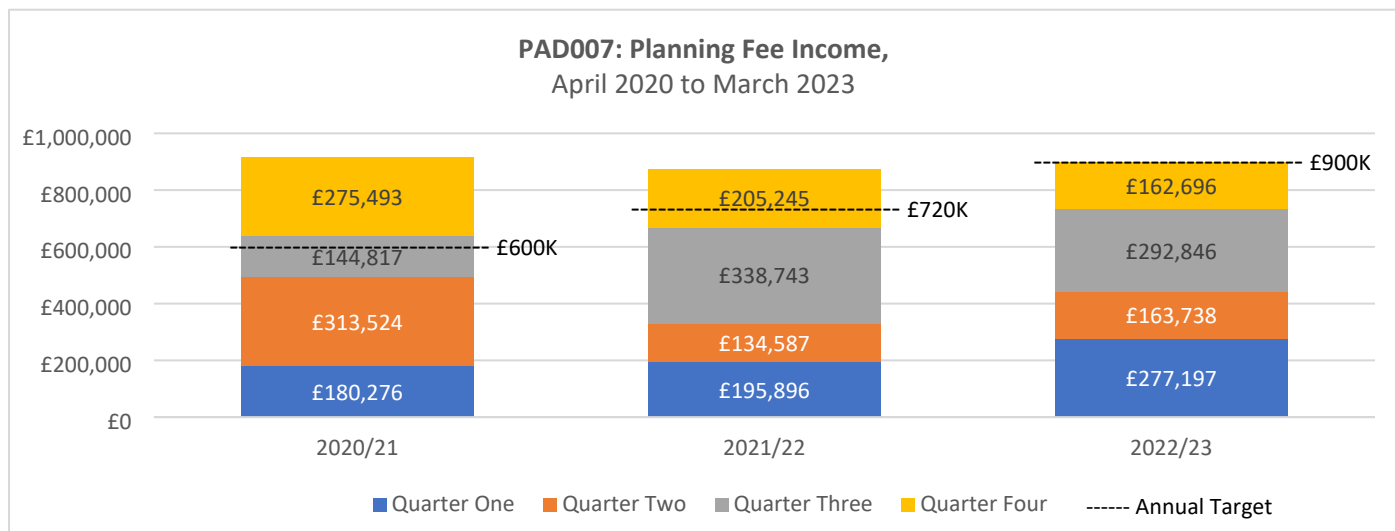 PAD007: Planning Fee Income,
April 2020 to March 2023
£1,000,000
£800,000
£600,000
£400,000
£200,000
£0
£275,493
£144,817
£313,524
£180,276
£600K
£205,245
£338,743
£134,587
£195,896
£720K
£162,696
£292,846
£163,738
£277,197
£900K
2020/21
2021/22
2022/23
Quarter One
Quarter Two
Quarter Three
Quarter Four
Annual Target